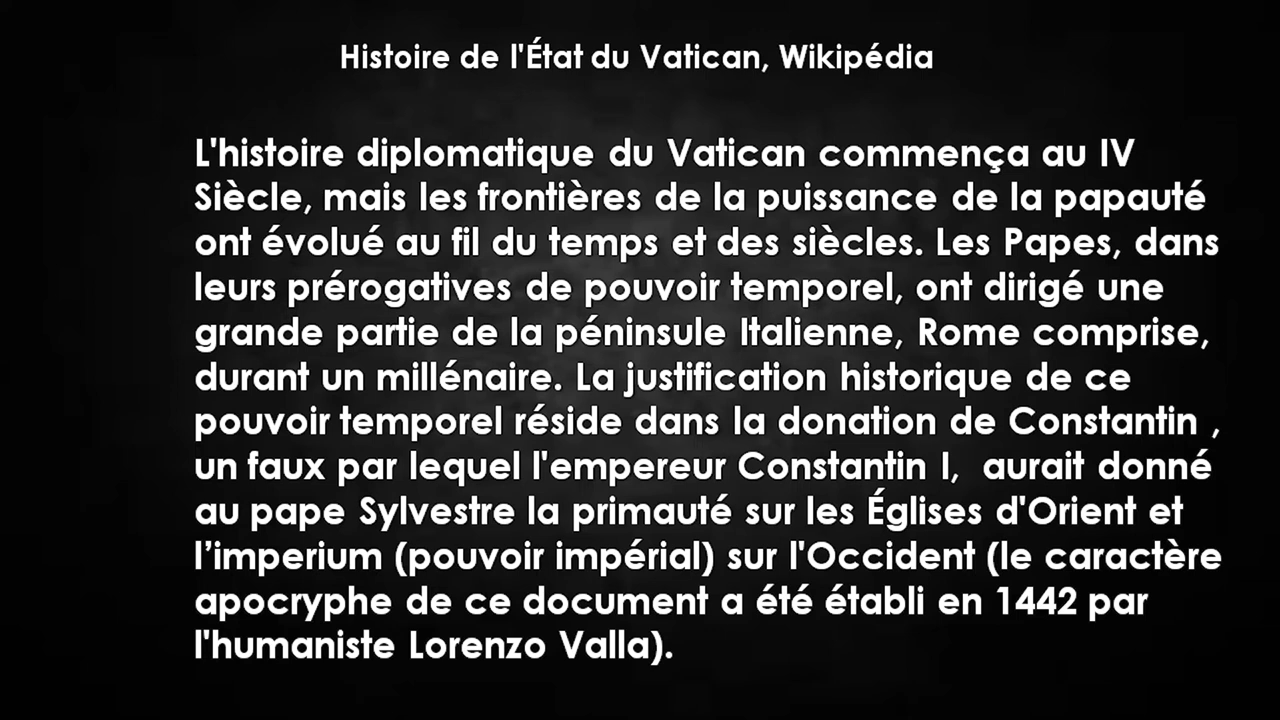 Histoire de l'État du Vatican, Wikipédia
L'histoire diplomatique du Vatican commença au IV
Siècle, mais les frontières de la puissance de la papauté
ont évolué au fil du temps et des siècles. Les Papes, dans
leurs prérogatives de pouvoir temporel, ont dirigé une
grande partie de la péninsule Italienne, Rome comprise,
durant un millénaire. La justification historique de ce
pouvoir temporel réside dans la donation de Constantin ,
un faux par lequel l'empereur Constantin I,  aurait donné
au pape Sylvestre la primauté sur les Églises d'Orient et
l’imperium (pouvoir impérial) sur l'Occident (le caractère
apocryphe de ce document a été établi en 1442 par
l'humaniste Lorenzo Valla).